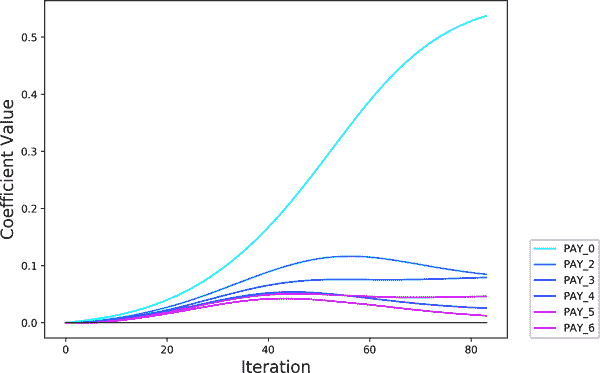 0.5
0.4
0.3
0.2
0.1
0.0
Coefficient Value
0 20 40 60 80
Iteration
PAY_0
PAY_2
PAY_3
PAY_4
PAY_5
PAY_6